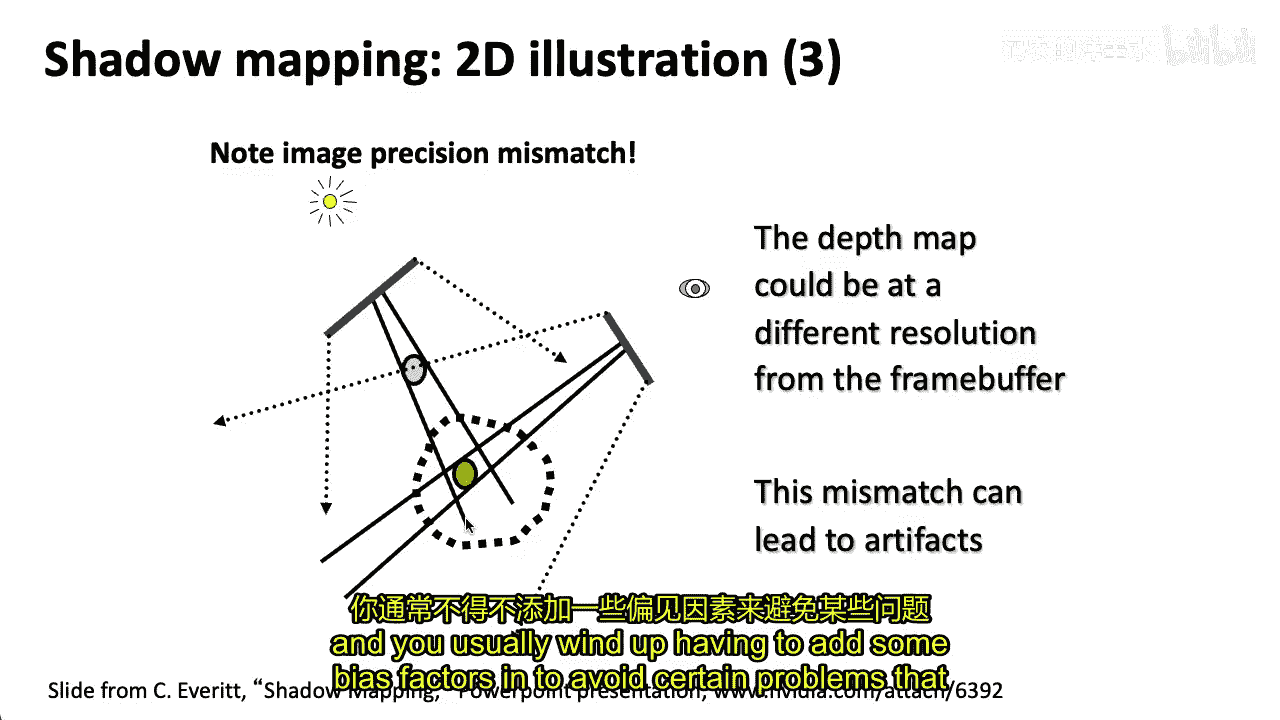 Shadow mapping: 2D illustration (3)
bilibili
Note image precision mismatch!
The depth map
could be at a
different resolution
from the framebuffer
This mismatch can
lead to artifacts
你通常不得不添加一些偏见因素来避免某些问题
and you usually wind up having to add some
bias factors in to avoid certain problems that
Slide from C. Everitt, “Shadow Mapping,” Powerpoint presentation, www.nvidia.com/attach/6392